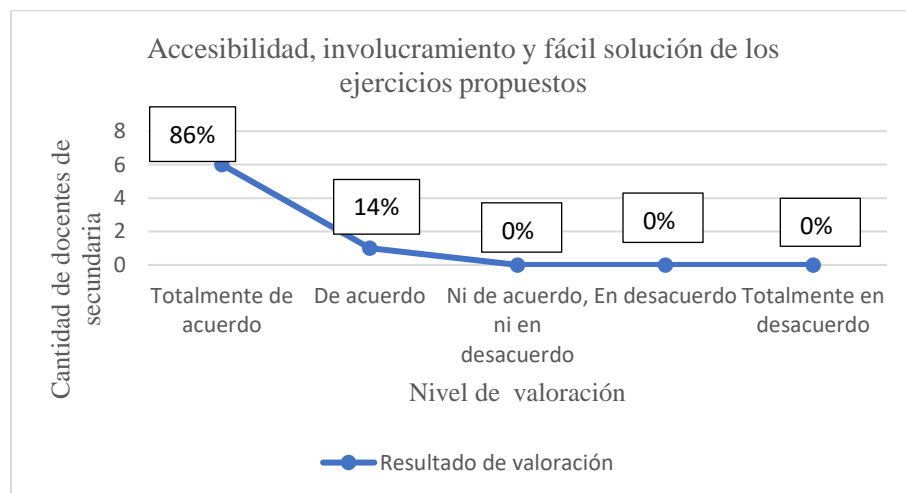 Accesibilidad, involucramiento y fácil solución de los
ejercicios propuestos
Cantidad de docentes de
secundaria
8
6
4
2
0
86%
14%
0%
0%
0%
Totalmente de
acuerdo
De acuerdo
Ni de acuerdo,
ni en
desacuerdo
En desacuerdo
Totalmente en
desacuerdo
Nivel de  valoración
Resultado de valoración